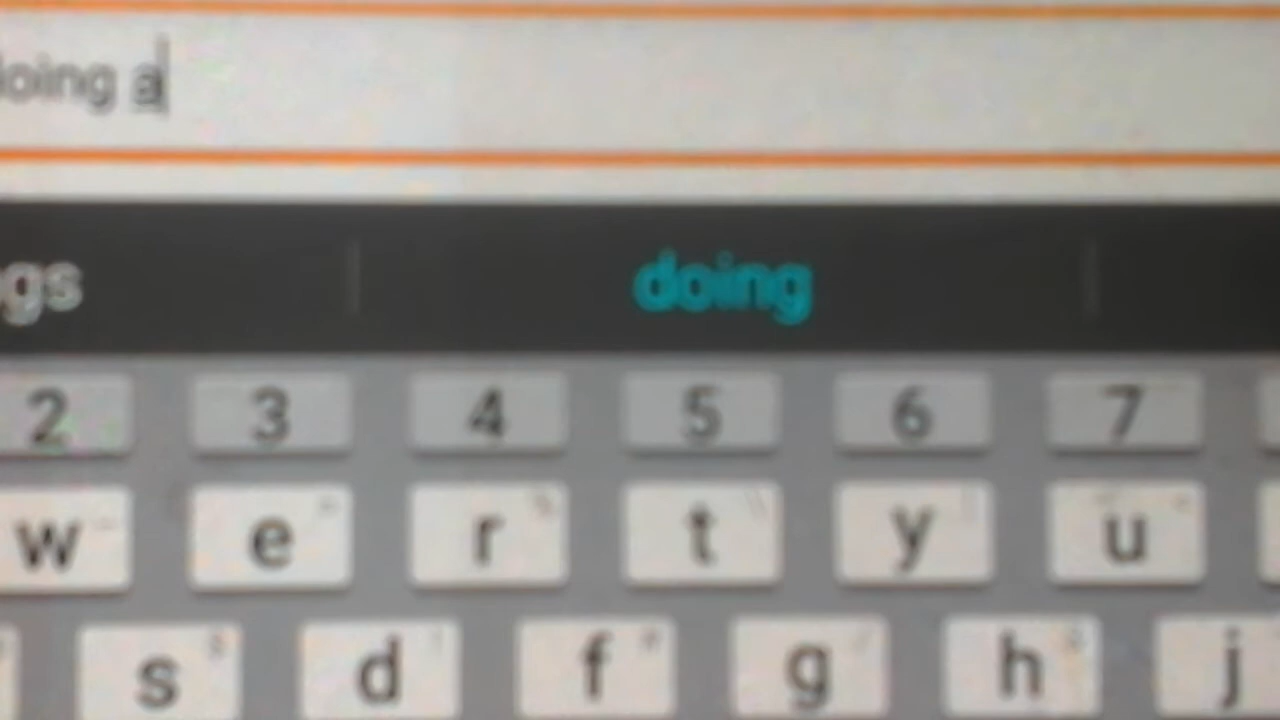 doing a
gs doing
2 3 4 5 6 7
w e r t y u
s d f g h j